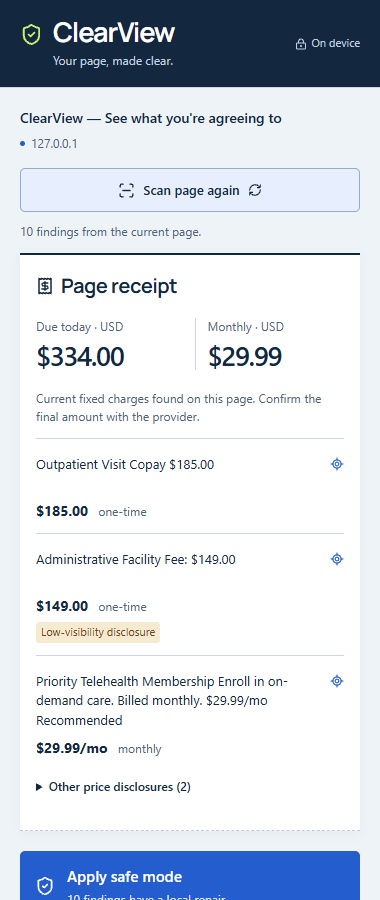 ClearView
Your page, made clear.
On device
ClearView — See what you're agreeing to
127.0.0.1
Scan page again
10 findings from the current page.
Page receipt
Due today · USD
Monthly · USD
$334.00
$29.99
Current fixed charges found on this page. Confirm the
final amount with the provider.
Outpatient Visit Copay $185.00
$185.00 one-time
Administrative Facility Fee: $149.00
$149.00 one-time
Low-visibility disclosure
Priority Telehealth Membership Enroll in on-
demand care. Billed monthly. $29.99/mo
Recommended
$29.99/mo monthly
Other price disclosures (2)
Apply safe mode
10 findings have a local repair